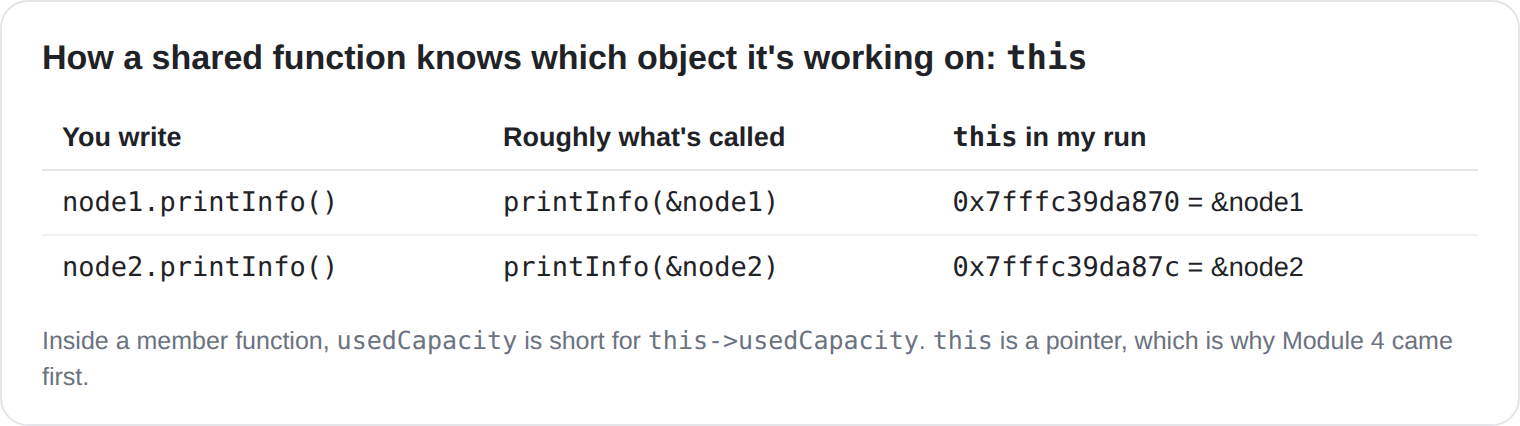 How a shared function knows which object it's working on: this
You write Roughly what's called this in my run
node1.printInfo() printInfo(&node1) 0x7fffc39da870 = &node1
node2.printInfo() printInfo(&node2) 0x7fffc39da87c = &node2
Inside a member function, usedCapacity is short for this->usedCapacity. this is a pointer, which is why Module 4 came
first.